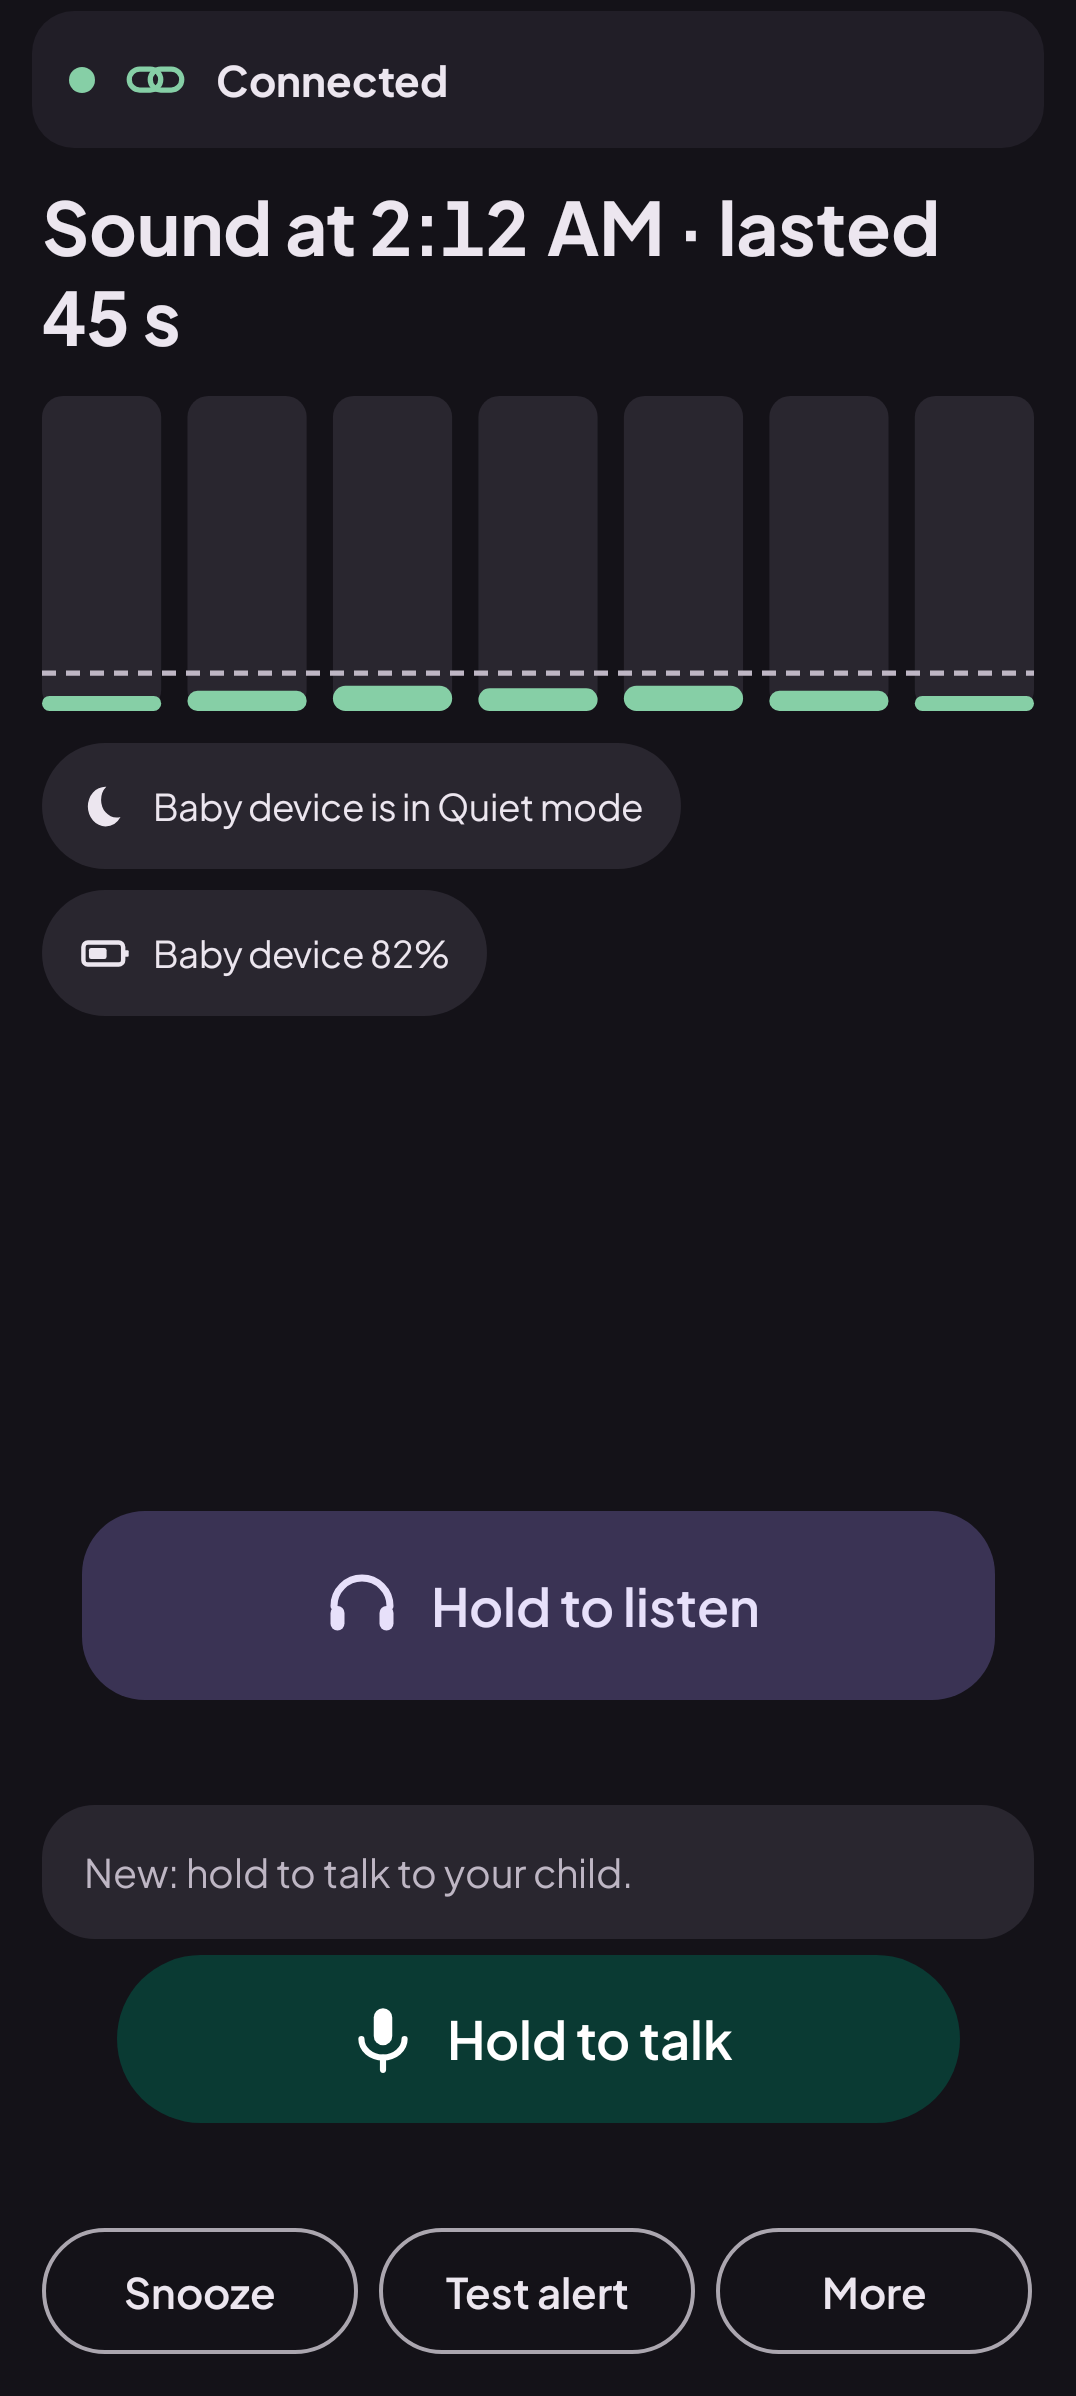 Connected
Sound at 2:12 AM · lasted
45 s
Baby device is in Quiet mode
Baby device 82%
Hold to listen
New: hold to talk to your child.
Hold to talk
Snooze
Test alert
More